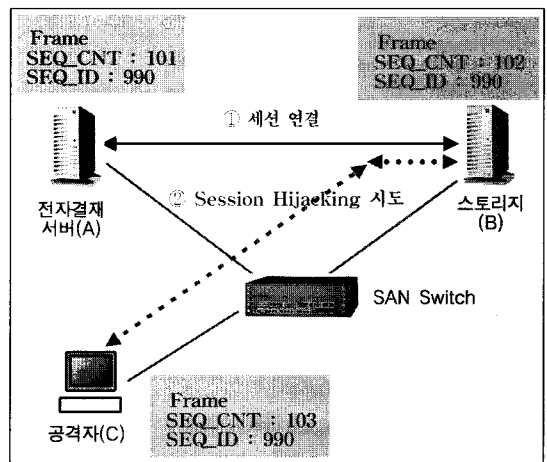 Frame
SEQ_CNT : 101
SEQ_ID : 990
Frame
SEQ_CNT : 102
SEQ_ID : 990
① 세션 연결
② Session Hijacking 시도
전자결재
서버(A)
스토리지
(B)
SAN Switch
공격자(C)
Frame
SEQ_CNT : 103
SEQ_ID : 990